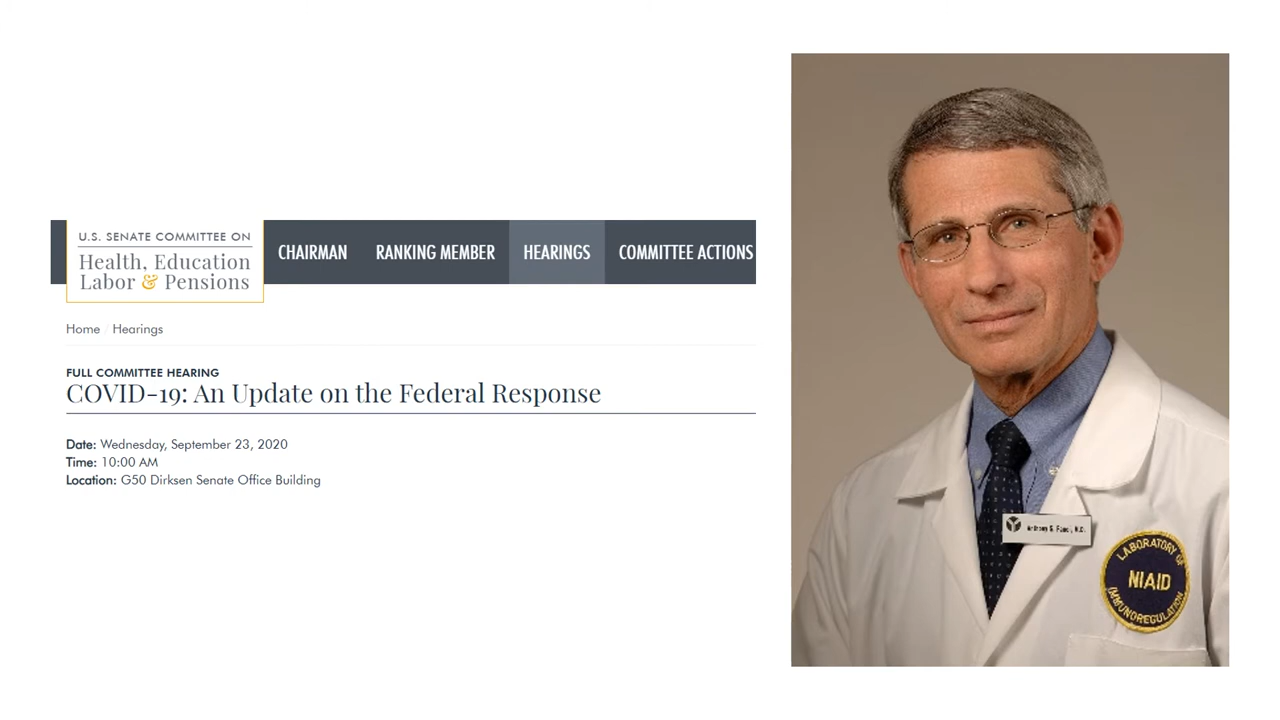 U.S. SENATE COMMITTEE ON
Health, Education
Labor & Pensions
CHAIRMAN
RANKING MEMBER
HEARINGS
COMMITTEE ACTIONS
Home / Hearings
FULL COMMITTEE HEARING
COVID-19: An Update on the Federal Response
Date: Wednesday, September 23, 2020
Time: 10:00 AM
Location: G50 Dirksen Senate Office Building
Anthony S. Fauci, M.D.
LABORATORY OF
NIAID
IMMUNOREGULATION